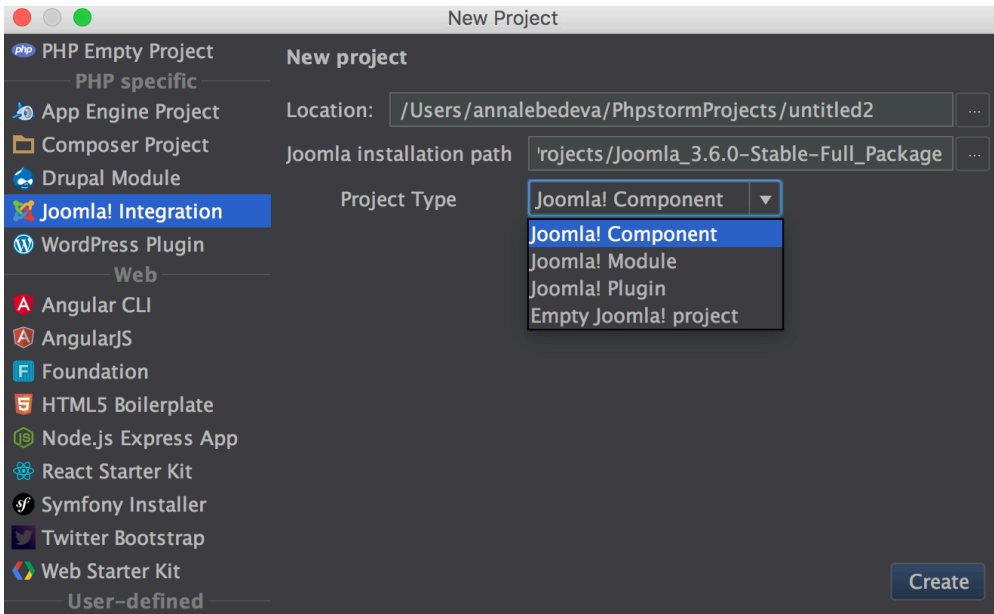 New Project
PHP Empty Project
PHP specific
App Engine Project
Composer Project
Drupal Module
Joomla! Integration
WordPress Plugin
Web
Angular CLI
AngularJS
Foundation
HTML5 Boilerplate
Node.js Express App
React Starter Kit
Symfony Installer
Twitter Bootstrap
Web Starter Kit
User-defined
New project
Location: /Users/annalebedeva/PhpstormProjects/untitled2 ...
Joomla installation path rojects/Joomla_3.6.0-Stable-Full_Package ...
Project Type Joomla! Component
Joomla! Component
Joomla! Module
Joomla! Plugin
Empty Joomla! project
Create